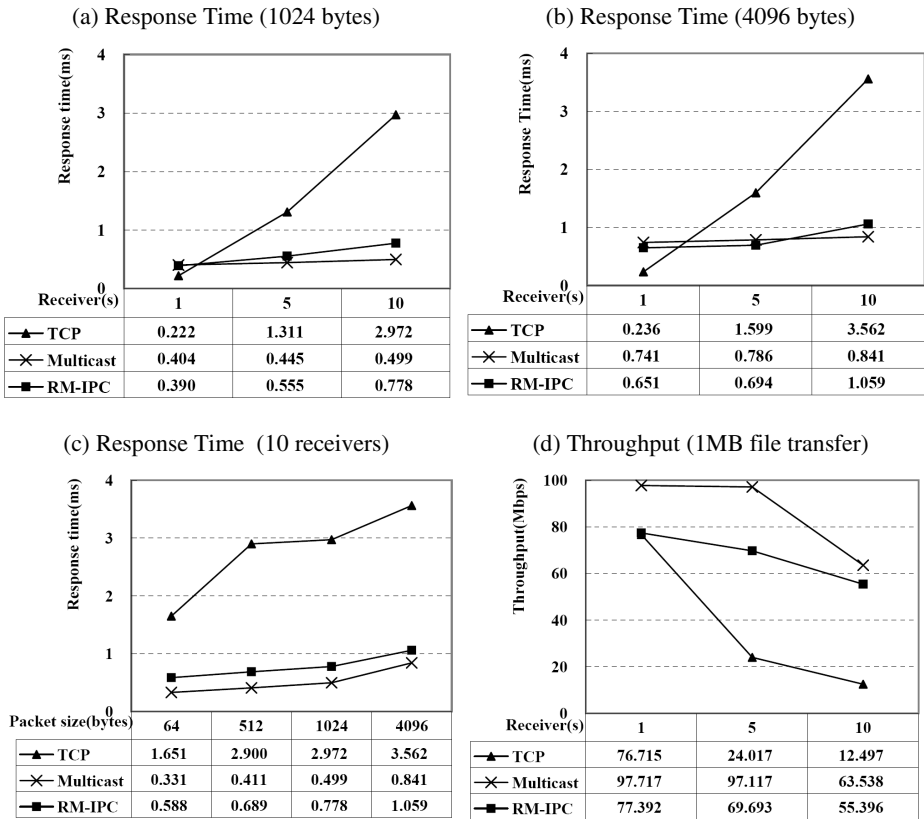 (a) Response Time (1024 bytes)
Response time(ms)
4
3
2
1
0
Receiver(s) 1 5 10
TCP 0.222 1.311 2.972
Multicast 0.404 0.445 0.499
RM-IPC 0.390 0.555 0.778
(b) Response Time (4096 bytes)
Response Time(ms)
4
3
2
1
0
Receiver(s) 1 5 10
TCP 0.236 1.599 3.562
Multicast 0.741 0.786 0.841
RM-IPC 0.651 0.694 1.059
(c) Response Time (10 receivers)
Response time(ms)
4
3
2
1
0
Packet size(bytes) 64 512 1024 4096
TCP 1.651 2.900 2.972 3.562
Multicast 0.331 0.411 0.499 0.841
RM-IPC 0.588 0.689 0.778 1.059
(d) Throughput (1MB file transfer)
Throughput(Mbps)
100
80
60
40
20
0
Receiver(s) 1 5 10
TCP 76.715 24.017 12.497
Multicast 97.717 97.117 63.538
RM-IPC 77.392 69.693 55.396